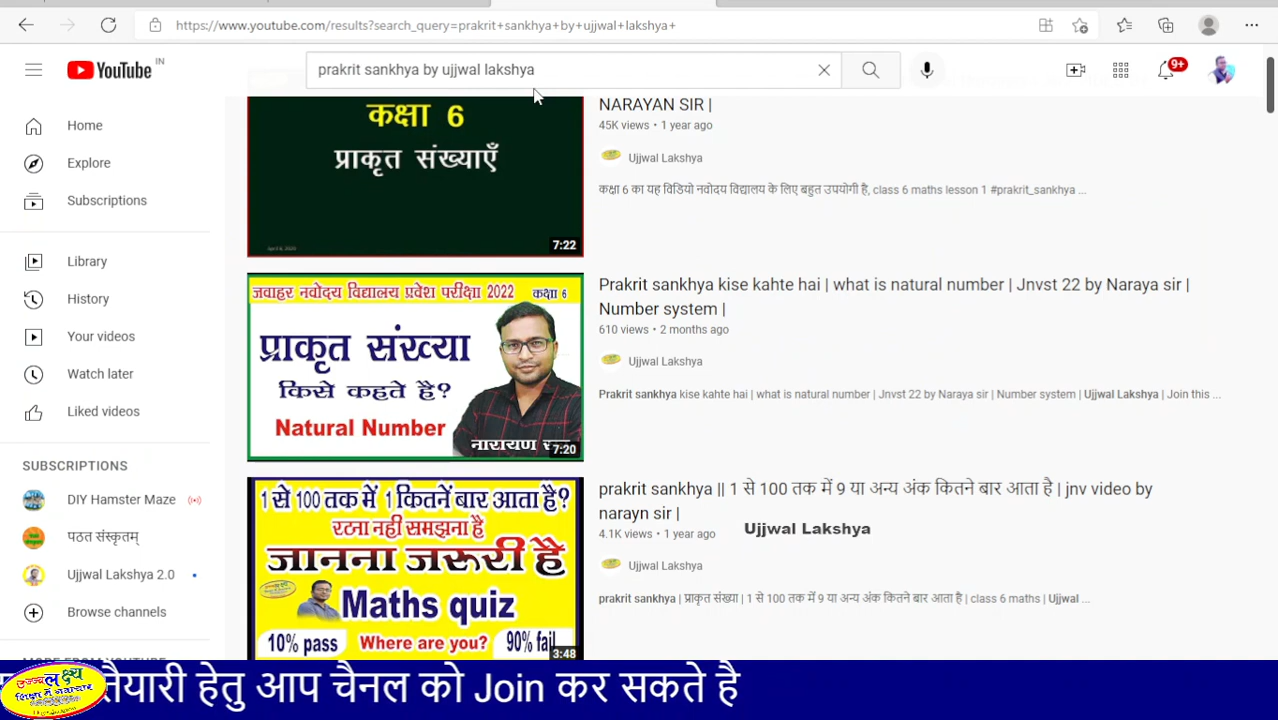 https://www.youtube.com/results?search_query=prakrit+sankhya+by+ujjwal+lakshya+
YouTube IN
prakrit sankhya by ujjwal lakshya
9+
Home
Explore
Subscriptions
Library
History
Your videos
Watch later
Liked videos
SUBSCRIPTIONS
DIY Hamster Maze
पठत संस्कृतम्
Ujjwal Lakshya 2.0
Browse channels
कक्षा 6
प्राकृत संख्याएँ
7:22
NARAYAN SIR |
45K views • 1 year ago
Ujjwal Lakshya
कक्षा 6 का यह विडियो नवोदय विद्यालय के लिए बहुत उपयोगी है, class 6 maths lesson 1 #prakrit_sankhya ...
जवाहर नवोदय विद्यालय प्रवेश परीक्षा 2022 कक्षा 6
प्राकृत संख्या
किसे कहते है?
Natural Number
नारायण
7:20
Prakrit sankhya kise kahte hai | what is natural number | Jnvst 22 by Naraya sir |
Number system |
610 views • 2 months ago
Ujjwal Lakshya
Prakrit sankhya kise kahte hai | what is natural number | Jnvst 22 by Naraya sir | Number system | Ujjwal Lakshya | Join this ...
1 से 100 तक में 1 कितनें बार आता है?
रटना नही समझना है
जानना जरूरी है
Maths quiz
10% pass Where are you? 90% fail
3:48
prakrit sankhya || 1 से 100 तक में 9 या अन्य अंक कितने बार आता है | jnv video by
narayn sir |
4.1K views • 1 year ago
Ujjwal Lakshya
Ujjwal Lakshya
prakrit sankhya | प्राकृत संख्या | 1 से 100 तक में 9 या अन्य अंक कितने बार आता है | class 6 maths | Ujjwal ...
उज्जवल लक्ष्य
शिक्षा में नवाचार
तैयारी हेतु आप चैनल को Join कर सकते है